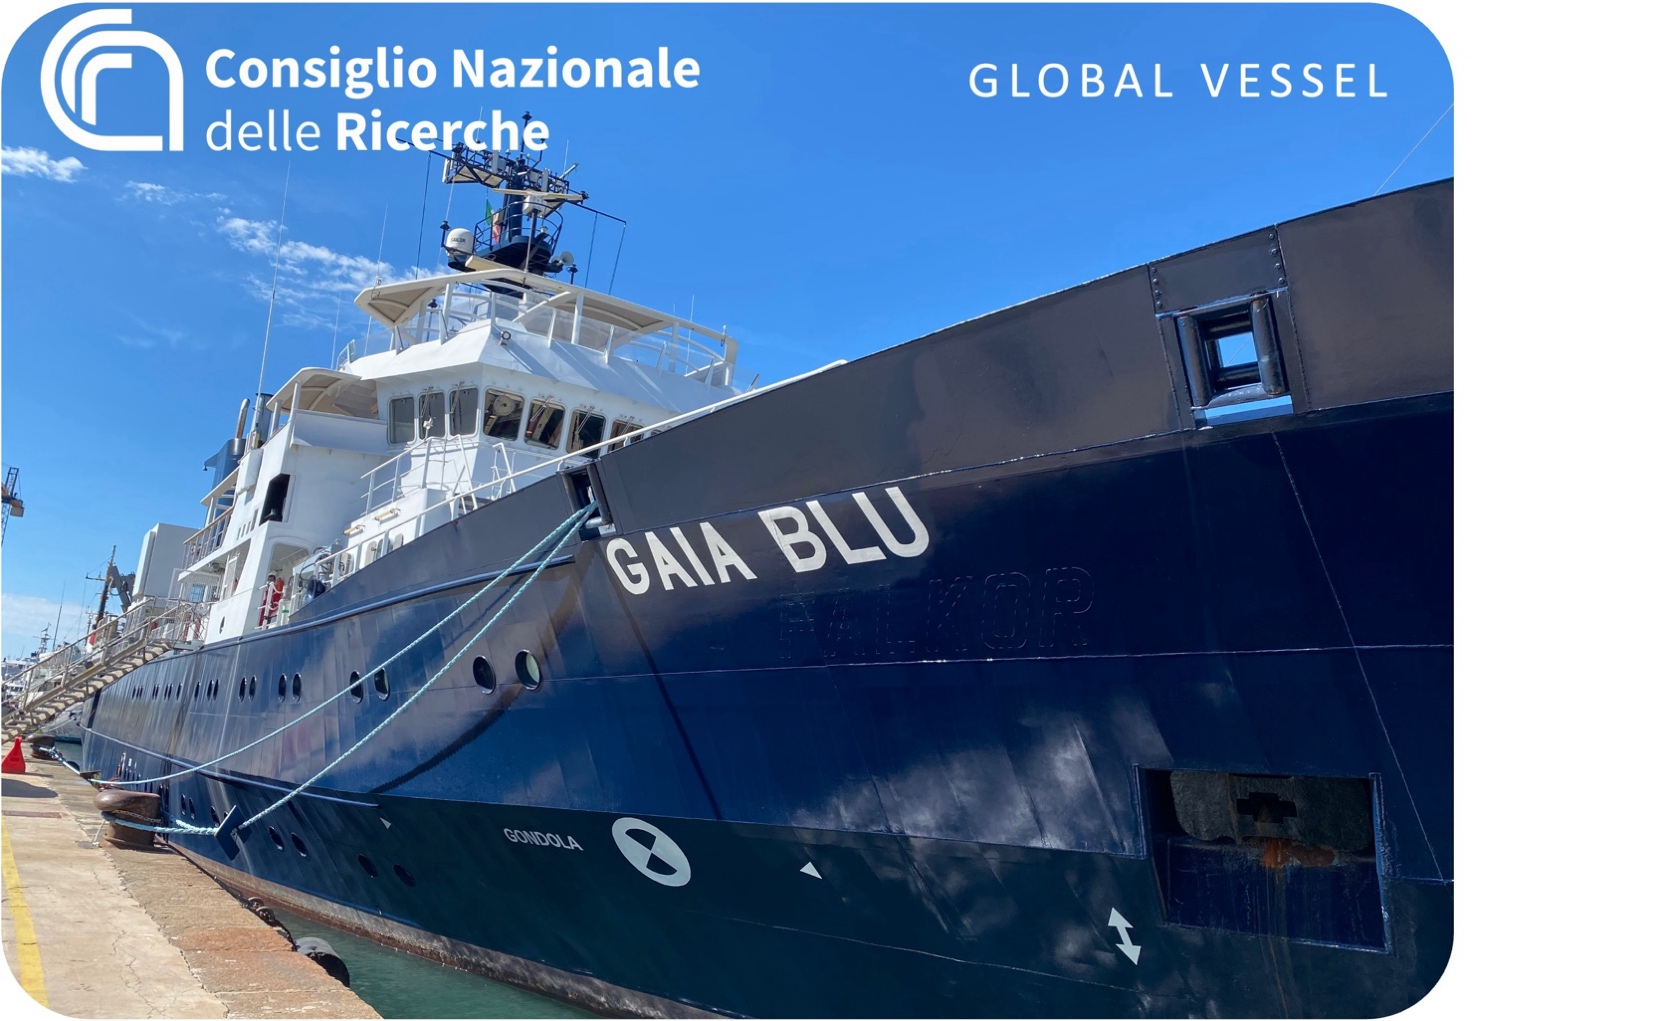 Consiglio Nazionale
delle Ricerche
GLOBAL VESSEL
GAIA BLU
FALKOR
GONDOLA